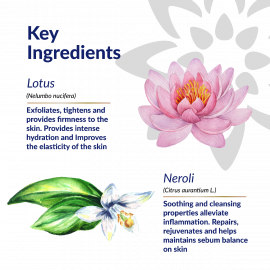 Key
Ingredients
Lotus
(Nelumbo nucifera)
Exfoliates, tightens and
provides firmness to the
skin. Provides intense
hydration and Improves
the elasticity of the skin
Neroli
(Citrus aurantium L.)
Soothing and cleansing
properties alleviate
inflammation. Repairs,
rejuvenates and helps
maintains sebum balance
on skin